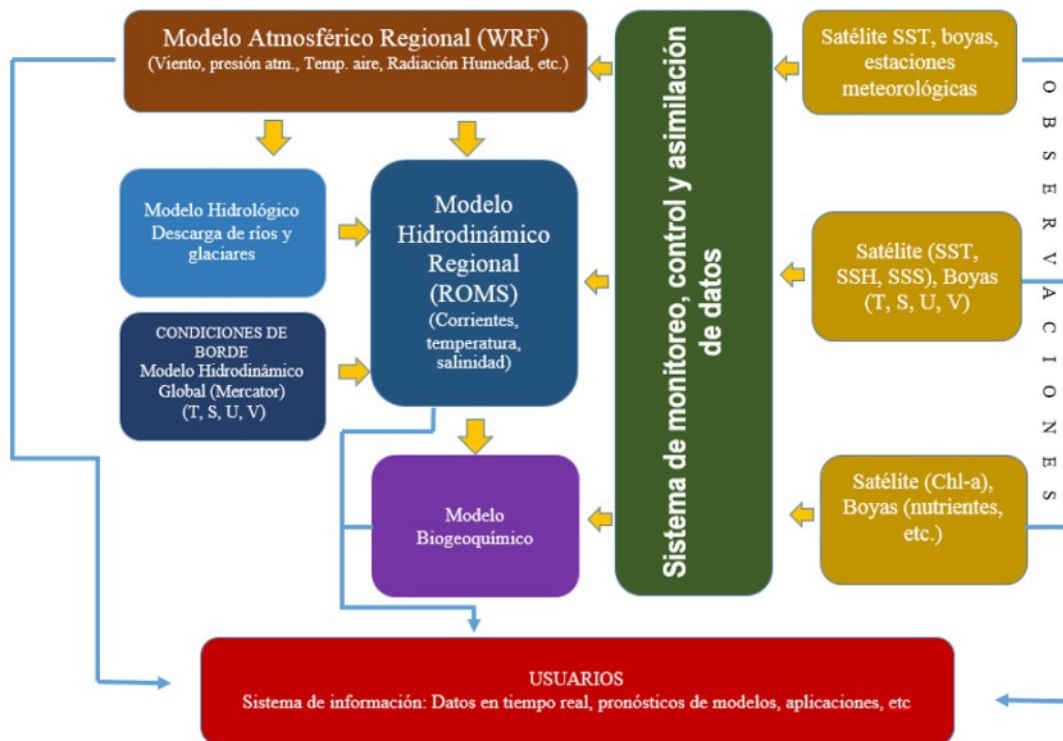 Modelo Atmosférico Regional (WRF)
(Viento, presión atm., Temp. aire, Radiación Humedad, etc.)
Modelo Hidrológico
Descarga de ríos y
glaciares
CONDICIONES DE
BORDE
Modelo Hidrodinámico
Global (Mercator)
(T, S, U, V)
Modelo
Hidrodinámico
Regional
(ROMS)
(Corrientes,
temperatura,
salinidad)
Modelo
Biogeoquímico
Sistema de monitoreo, control y asimilación
de datos
Satélite SST, boyas,
estaciones
meteorológicas
Satélite (SST,
SSH, SSS), Boyas
(T, S, U, V)
Satélite (Chl-a),
Boyas (nutrientes,
etc.)
OBSERVACIONES
USUARIOS
Sistema de información: Datos en tiempo real, pronósticos de modelos, aplicaciones, etc